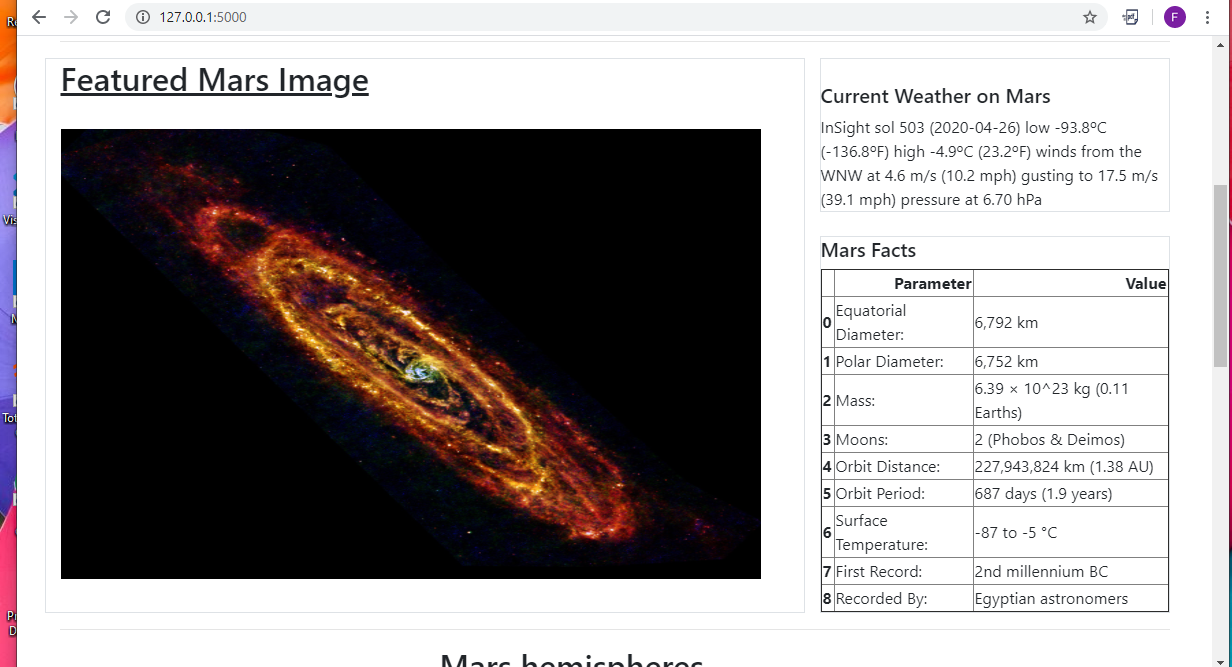 127.0.0.1:5000
F
Featured Mars Image
Current Weather on Mars
InSight sol 503 (2020-04-26) low -93.8ºC
(-136.8ºF) high -4.9ºC (23.2ºF) winds from the
WNW at 4.6 m/s (10.2 mph) gusting to 17.5 m/s
(39.1 mph) pressure at 6.70 hPa
Mars Facts
Parameter Value
0 Equatorial Diameter: 6,792 km
1 Polar Diameter: 6,752 km
2 Mass: 6.39 × 10^23 kg (0.11 Earths)
3 Moons: 2 (Phobos & Deimos)
4 Orbit Distance: 227,943,824 km (1.38 AU)
5 Orbit Period: 687 days (1.9 years)
6 Surface Temperature: -87 to -5 °C
7 First Record: 2nd millennium BC
8 Recorded By: Egyptian astronomers
Mars hemispheres